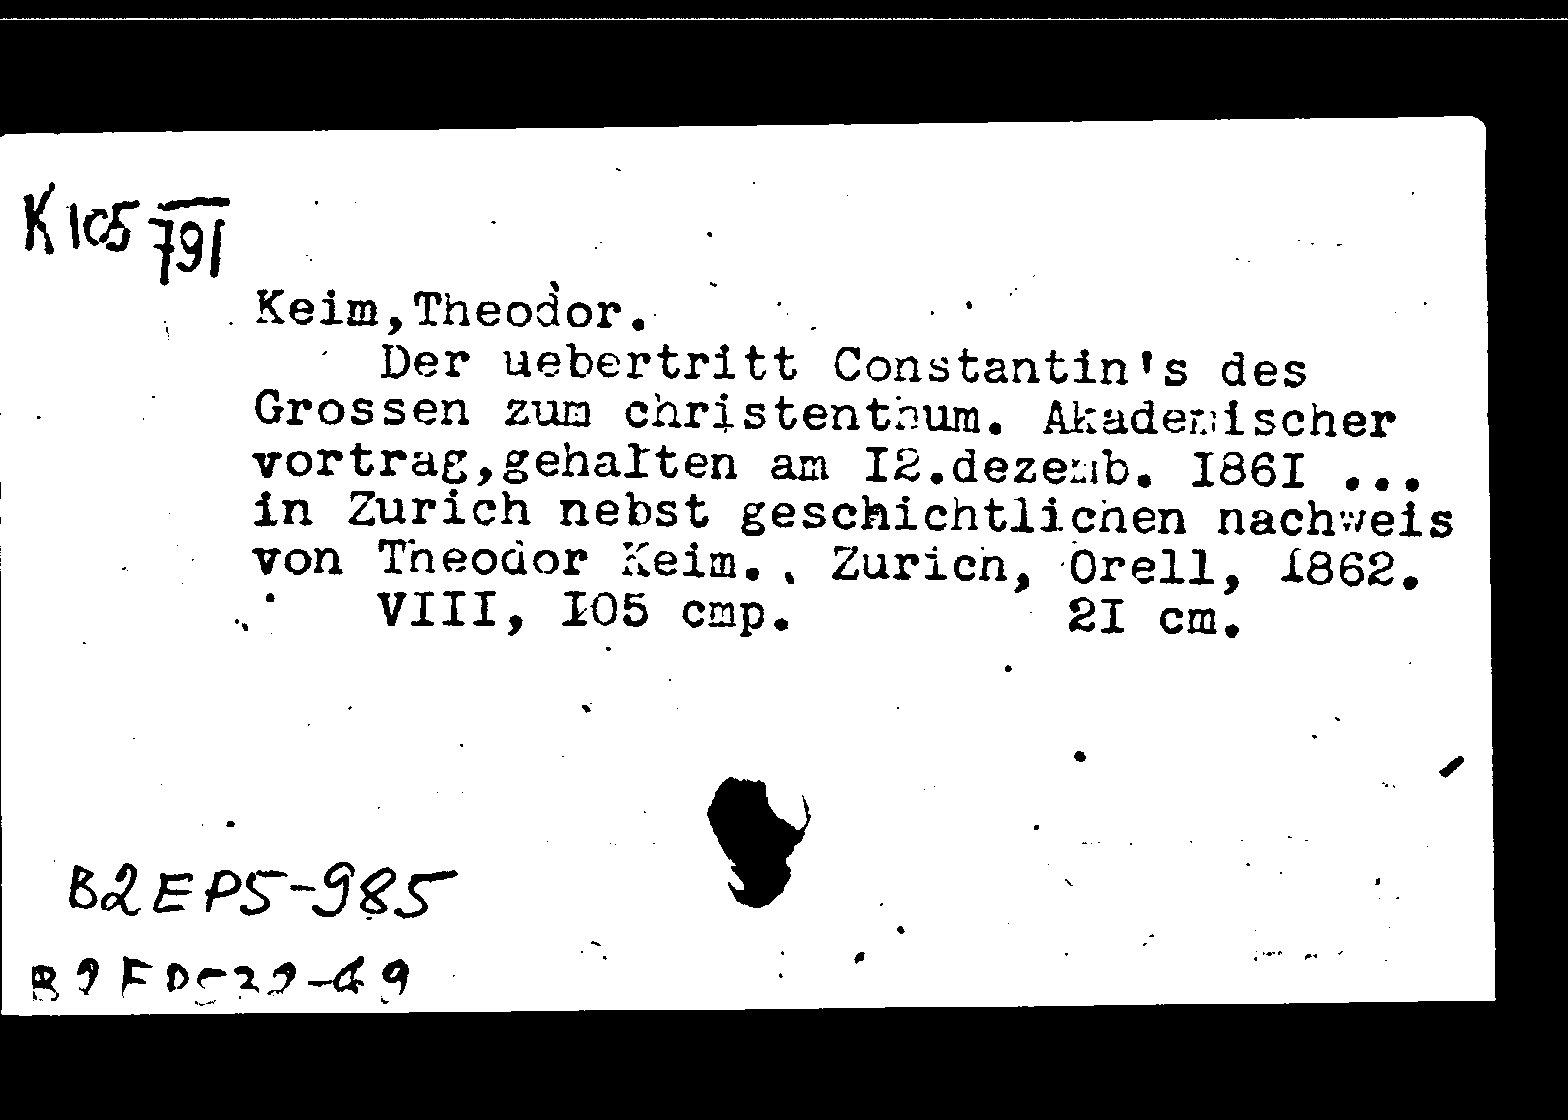 K 105 791
Keim,Theodor.
Der uebertritt Constantin's des
Grossen zum christenthum. Akademischer
vortrag,gehalten am I2.dezemb. I86I ...
in Zurich nebst geschichtlichen nachweis
von Theodor Keim.. Zurich, Orell, 1862.
VIII, I05 cmp. 2I cm.
B2EP5-985